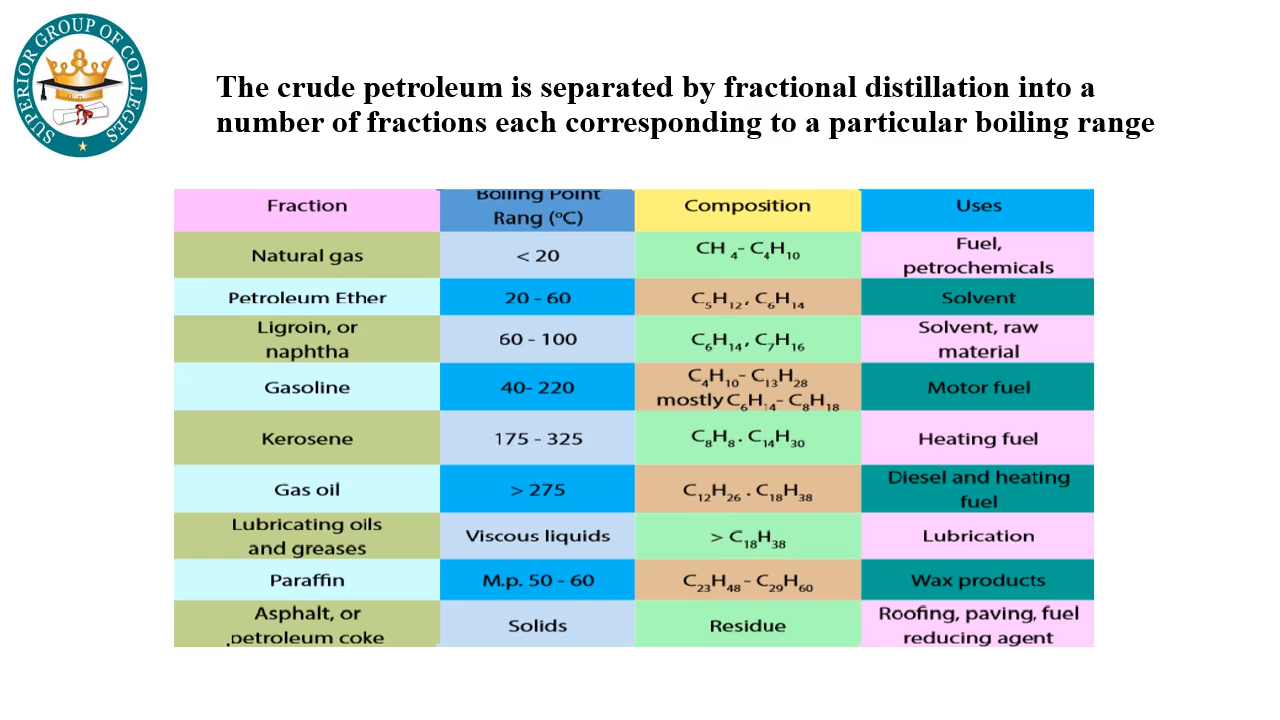 SUPERIOR GROUP OF COLLEGES
The crude petroleum is separated by fractional distillation into a
number of fractions each corresponding to a particular boiling range
Fraction
Boiling Point
Rang (°C)
Composition
Uses
Natural gas
< 20
CH₄- C₄H₁₀
Fuel,
petrochemicals
Petroleum Ether
20 - 60
C₅H₁₂, C₆H₁₄
Solvent
Ligroin, or
naphtha
60 - 100
C₆H₁₄, C₇H₁₆
Solvent, raw
material
Gasoline
40- 220
C₄H₁₀- C₁₃H₂₈
mostly C₆H₁₄- C₈H₁₈
Motor fuel
Kerosene
175 - 325
C₈H₈ . C₁₄H₃₀
Heating fuel
Gas oil
> 275
C₁₂H₂₆ . C₁₈H₃₈
Diesel and heating
fuel
Lubricating oils
and greases
Viscous liquids
> C₁₈H₃₈
Lubrication
Paraffin
M.p. 50 - 60
C₂₃H₄₈ - C₂₉H₆₀
Wax products
Asphalt, or
petroleum coke
Solids
Residue
Roofing, paving, fuel
reducing agent